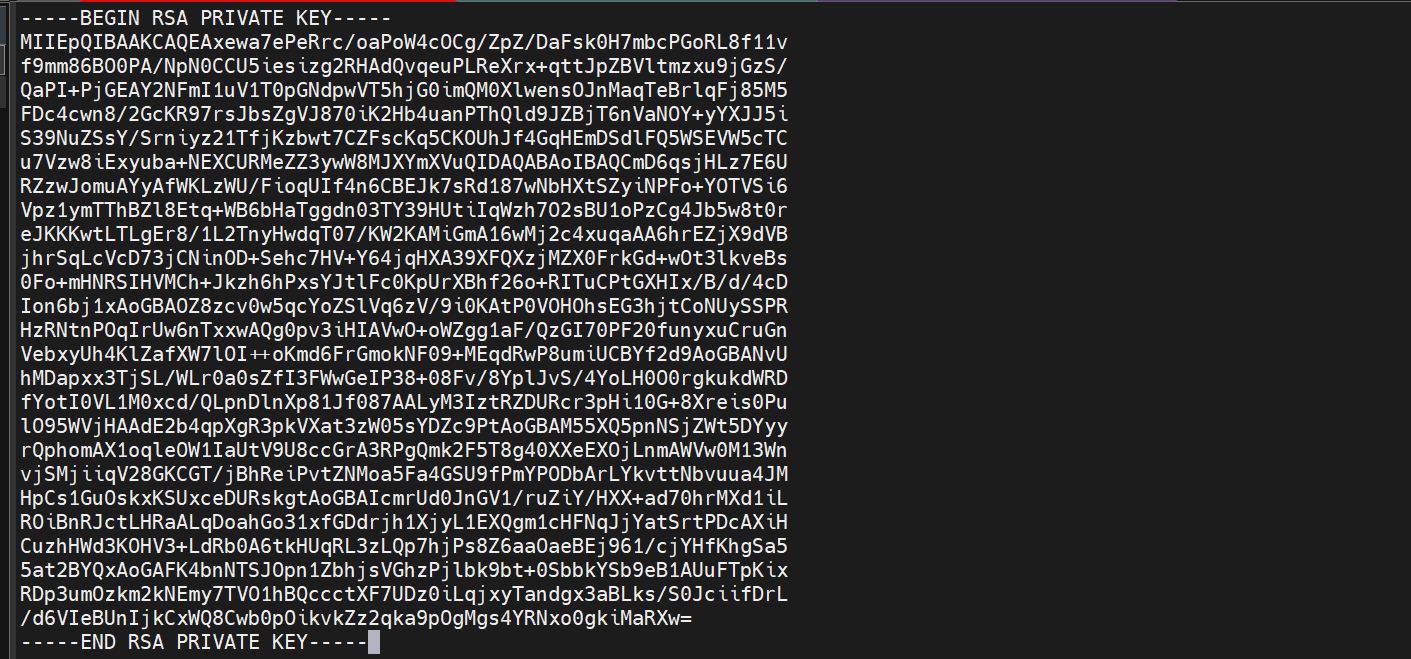 -----BEGIN RSA PRIVATE KEY-----
MIIEpQIBAAKCAQEAxewa7ePeRrc/oaPoW4cOCg/ZpZ/DaFsk0H7mbcPGoRL8f11v
f9mm86BO0PA/NpN0CCU5iesizg2RHAdQvqeuPLReXrx+qttJpZBVltmzxu9jGzS/
QaPI+PjGEAY2NFmI1uV1T0pGNdpwVT5hjG0imQM0XlwensOJnMaqTeBrlqFj85M5
FDc4cwn8/2GcKR97rsJbsZgVJ870iK2Hb4uanPThQld9JZBjT6nVaNOY+yYXJJ5i
S39NuZSsY/Srniyz21TfjKzbwt7CZFscKq5CKOUhJf4GqHEmDSdlFQ5WSEVW5cTC
u7Vzw8iExyuba+NEXCURMeZZ3ywW8MJXYmXVuQIDAQABAoIBAQCmD6qsjHLz7E6U
RZzwJomuAYyAfWKLzWU/FioqUIf4n6CBEJk7sRd187wNbHXtSZyiNPFo+YOTVSi6
Vpz1ymTThBZl8Etq+WB6bHaTggdn03TY39HUtiIqWzh7O2sBU1oPzCg4Jb5w8t0r
eJKKKwtLTLgEr8/1L2TnyHwdqT07/KW2KAMiGmA16wMj2c4xuqaAA6hrEZjX9dVB
jhrSqLcVcD73jCNinOD+Sehc7HV+Y64jqHXA39XFQXzjMZX0FrkGd+wOt3lkveBs
0Fo+mHNRSIHVMCh+Jkzh6hPxsYJtlFc0KpUrXBhf26o+RITuCPtGXHIx/B/d/4cD
Ion6bj1xAoGBAOZ8zcv0w5qcYoZSlVq6zV/9i0KAtP0VOHOhsEG3hjtCoNUySSPR
HzRNtnPOqIrUw6nTxxwAQg0pv3iHIAVwO+oWZgg1aF/QzGI70PF20funyxuCruGn
VebxyUh4KlZafXW7lOI++oKmd6FrGmokNF09+MEqdRwP8umiUCBYf2d9AoGBANvU
hMDapxx3TjSL/WLr0a0sZfI3FWwGeIP38+08Fv/8YplJvS/4YoLH0O0rgkukdWRD
fYotI0VL1M0xcd/QLpnDlnXp81Jf087AALyM3IztRZDURcr3pHi10G+8Xreis0Pu
lO95WVjHAAdE2b4qpXgR3pkVXat3zW05sYDZc9PtAoGBAM55XQ5pnNSjZWt5DYyy
rQphomAX1oqleOW1IaUtV9U8ccGrA3RPgQmk2F5T8g40XXeEXOjLnmAWVw0M13Wn
vjSMjiiqV28GKCGT/jBhReiPvtZNMoa5Fa4GSU9fPmYPODbArLYkvttNbvuua4JM
HpCs1GuOskxKSUxceDURskgtAoGBAIcmrUd0JnGV1/ruZiY/HXX+ad70hrMXd1iL
ROiBnRJctLHRaALqDoahGo31xfGDdrjh1XjyL1EXQgm1cHFNqJjYatSrtPDcAXiH
CuzhHWd3KOHV3+LdRb0A6tkHUqRL3zLQp7hjPs8Z6aaOaeBEj961/cjYHfKhgSa5
5at2BYQxAoGAFK4bnNTSJOpn1ZbhjsVGhzPjlbk9bt+0SbbkYSb9eB1AUuFTpKix
RDp3umOzkm2kNEmy7TVO1hBQccctXF7UDz0iLqjxyTandgx3aBLks/S0JciifDrL
/d6VIeBUnIjkCxWQ8Cwb0pOikvkZz2qka9pOgMgs4YRNxo0gkiMaRXw=
-----END RSA PRIVATE KEY-----